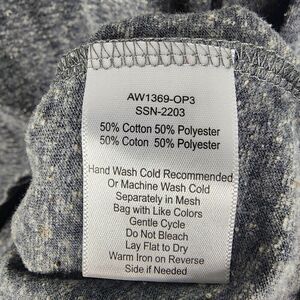 AW1369-OP3
SSN-2203
50% Cotton 50% Polyester
50% Coton 50% Polyester
Hand Wash Cold Recommended
Or Machine Wash Cold
Separately in Mesh
Bag with Like Colors
Gentle Cycle
Do Not Bleach
Lay Flat to Dry
Warm Iron on Reverse
Side if Needed